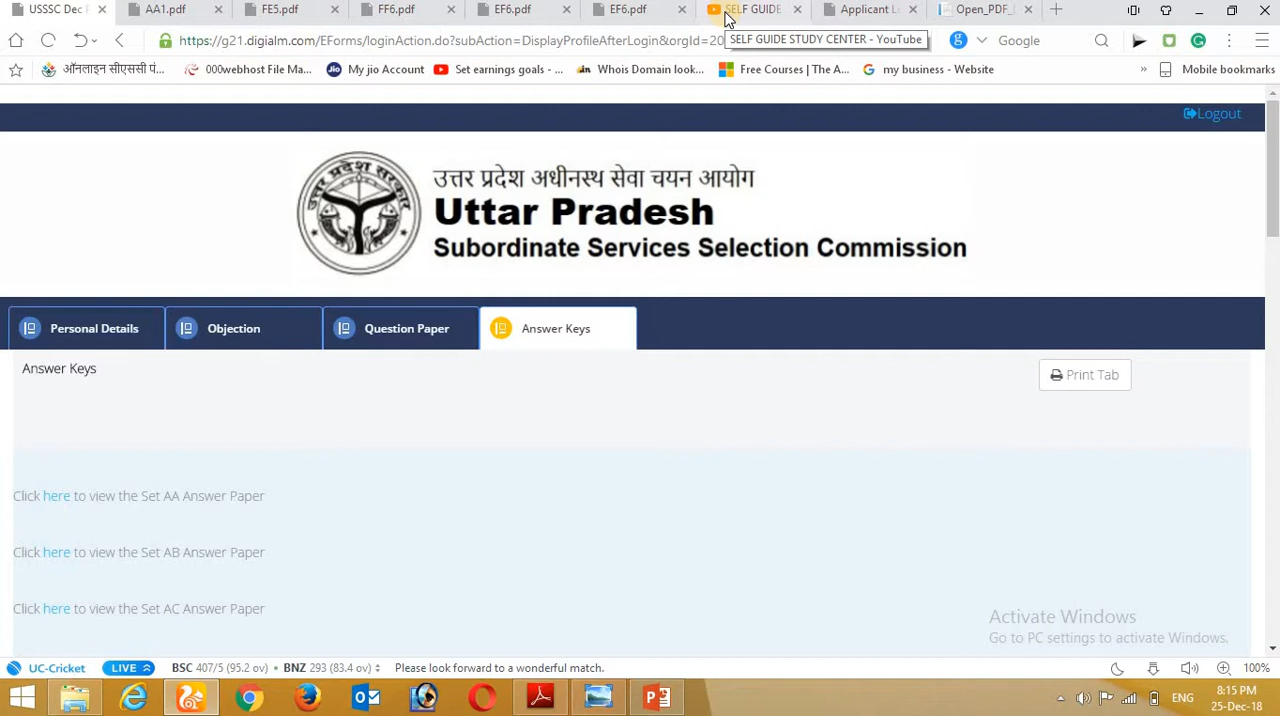 USSSC Dec
AA1.pdf
FE5.pdf
FF6.pdf
EF6.pdf
EF6.pdf
SELF GUIDE
Applicant L
Open_PDF_
https://g21.digialm.com/EForms/loginAction.do?subAction=DisplayProfileAfterLogin&orgId=20
SELF GUIDE STUDY CENTER - YouTube
Google
ऑनलाइन सीएससी पं...
000webhost File Man...
My jio Account
Set earnings goals - ...
Whois Domain look...
Free Courses | The A...
my business - Website
»
Mobile bookmarks
Logout
उत्तर प्रदेश अधीनस्थ सेवा चयन आयोग
Uttar Pradesh
Subordinate Services Selection Commission
Personal Details
Objection
Question Paper
Answer Keys
Answer Keys
Print Tab
Click here to view the Set AA Answer Paper
Click here to view the Set AB Answer Paper
Click here to view the Set AC Answer Paper
Activate Windows
Go to PC settings to activate Windows.
UC-Cricket
LIVE
BSC 407/5 (95.2 ov) • BNZ 293 (83.4 ov)
Please look forward to a wonderful match.
100%
ENG
8:15 PM
25-Dec-18